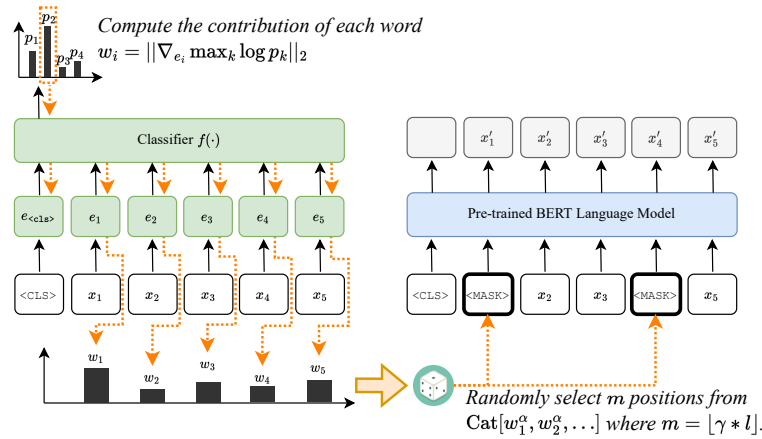 Compute the contribution of each word
w_i = ||∇_{e_i} max_k log p_k||_2
p_1 p_2 p_3 p_4
Classifier f(·)
e_<cls> e_1 e_2 e_3 e_4 e_5
<CLS> x_1 x_2 x_3 x_4 x_5
w_1 w_2 w_3 w_4 w_5
x'_1 x'_2 x'_3 x'_4 x'_5
Pre-trained BERT Language Model
<CLS> <MASK> x_2 x_3 <MASK> x_5
Randomly select m positions from
Cat[w_1^α, w_2^α, ...] where m = ⌊γ * l⌋.